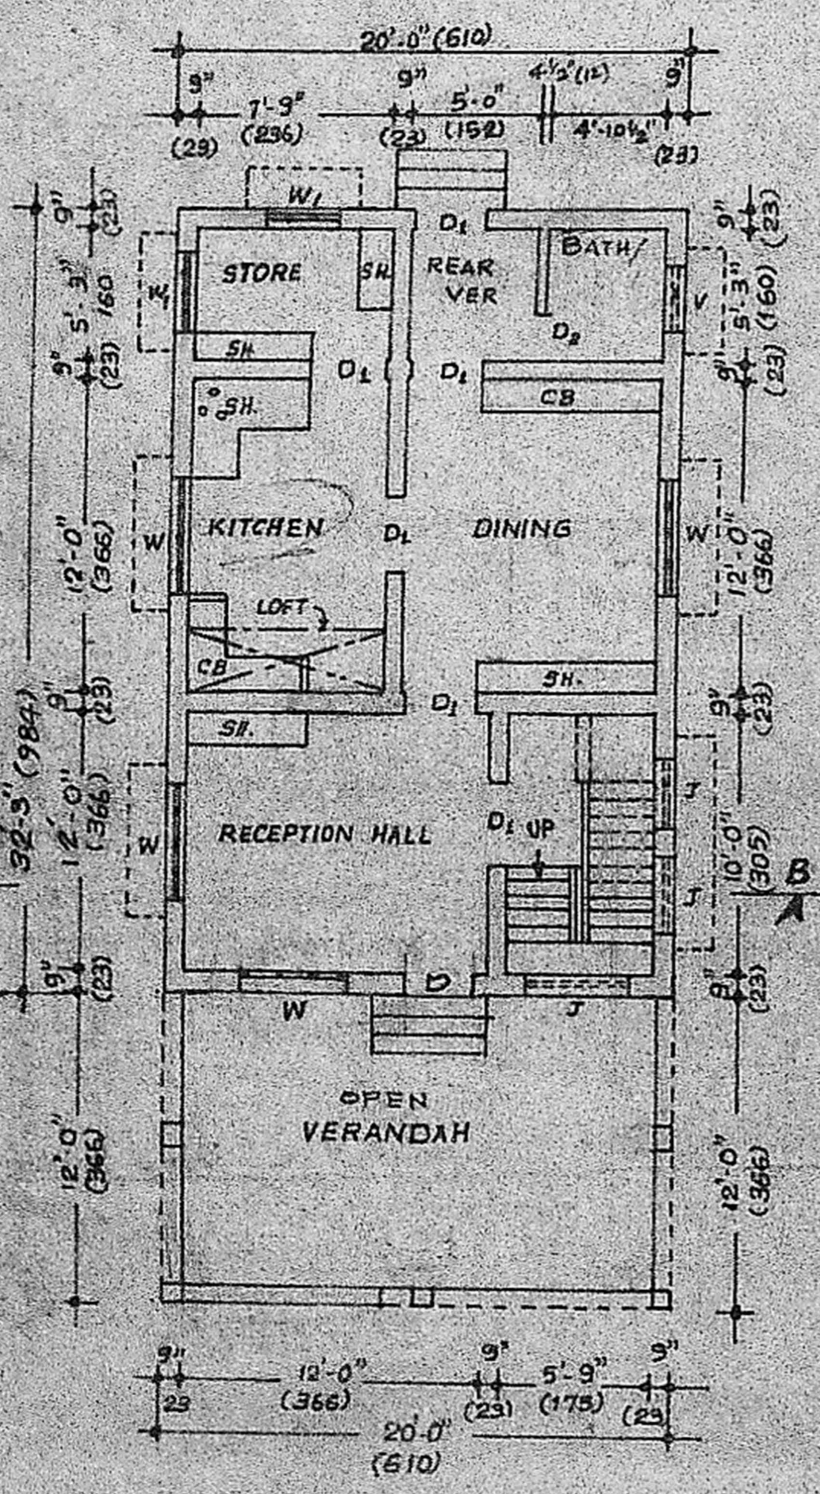 20'-0" (610)
9" 7'-9" 9" 5'-0" 4½" (12) 4'-10½" 9"
(23) (236) (23) (152) (23)
9" (23)
5'-3" 160
9" (23)
12'-0" (366)
9" (23)
12'-0" (366)
9" (23)
12'-0" (366)
32'-3" (984)
W1
D1
BATH/
STORE
SH.
REAR
VER
W1
V
D2
SH.
D1
D1
SH.
CB
KITCHEN
D1
DINING
W
W
LOFT
CB
SH.
D1
SH.
RECEPTION HALL
D1
UP
W
J
J
B
W
D
J
OPEN
VERANDAH
9" (23)
5'-3" (160)
9" (23)
12'-0" (366)
9" (23)
10'-0" (305)
9" (23)
12'-0" (366)
9" 12'-0" 9" 5'-9" 9"
23 (366) (23) (175) (23
20'-0"
(610)